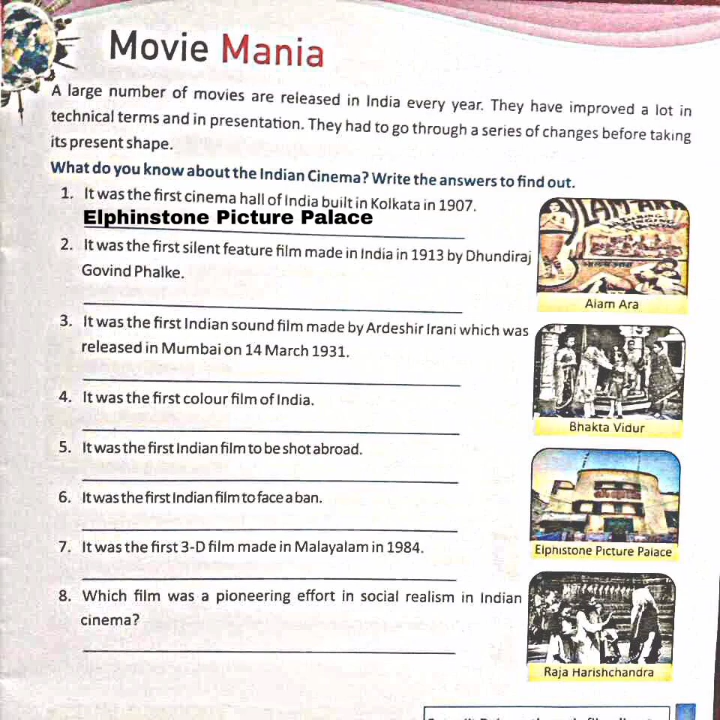 Movie Mania
A large number of movies are released in India every year. They have improved a lot in
technical terms and in presentation. They had to go through a series of changes before taking
its present shape.
What do you know about the Indian Cinema? Write the answers to find out.
1. It was the first cinema hall of India built in Kolkata in 1907.
Elphinstone Picture Palace
2. It was the first silent feature film made in India in 1913 by Dhundiraj
Govind Phalke.
3. It was the first Indian sound film made by Ardeshir Irani which was
released in Mumbai on 14 March 1931.
4. It was the first colour film of India.
5. It was the first Indian film to be shot abroad.
6. It was the first Indian film to face a ban.
7. It was the first 3-D film made in Malayalam in 1984.
8. Which film was a pioneering effort in social realism in Indian
cinema?
Alam Ara
Bhakta Vidur
Elphistone Picture Palace
Raja Harishchandra